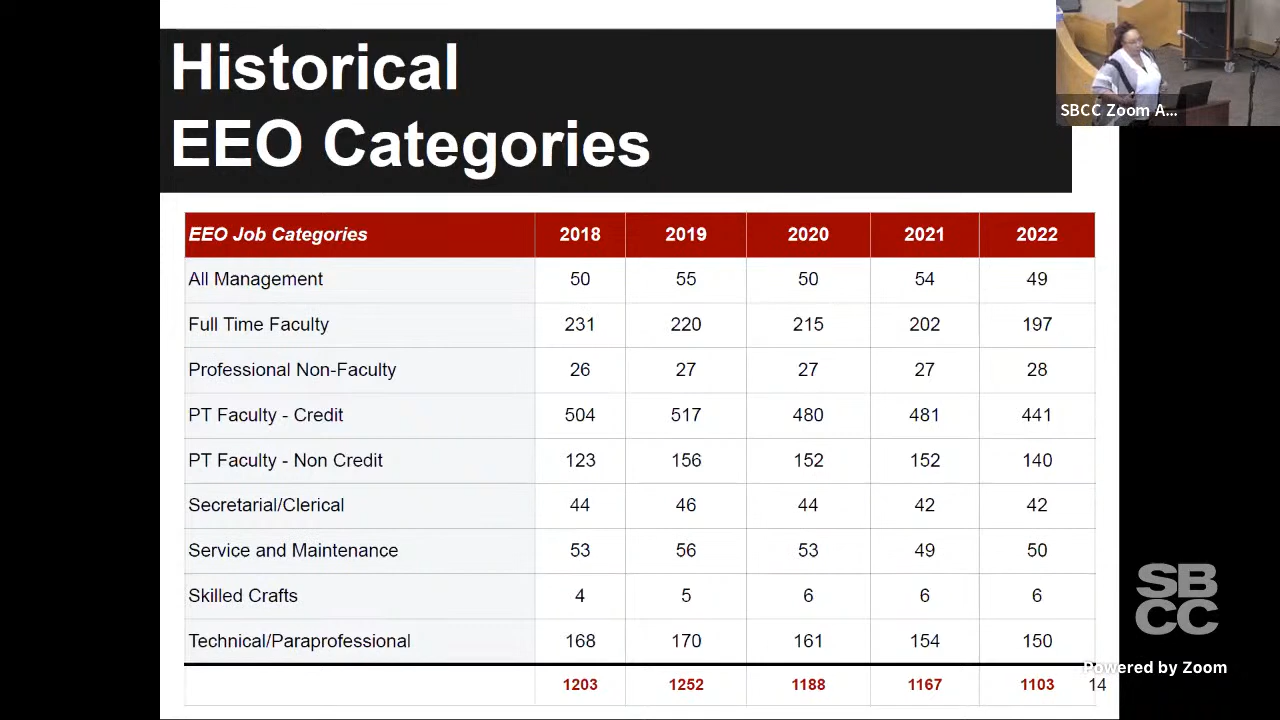 Historical
EEO Categories
SBCC Zoom A...
EEO Job Categories 2018 2019 2020 2021 2022
All Management 50 55 50 54 49
Full Time Faculty 231 220 215 202 197
Professional Non-Faculty 26 27 27 27 28
PT Faculty - Credit 504 517 480 481 441
PT Faculty - Non Credit 123 156 152 152 140
Secretarial/Clerical 44 46 44 42 42
Service and Maintenance 53 56 53 49 50
Skilled Crafts 4 5 6 6 6
Technical/Paraprofessional 168 170 161 154 150
1203 1252 1188 1167 1103
14
SB
CC
Powered by Zoom